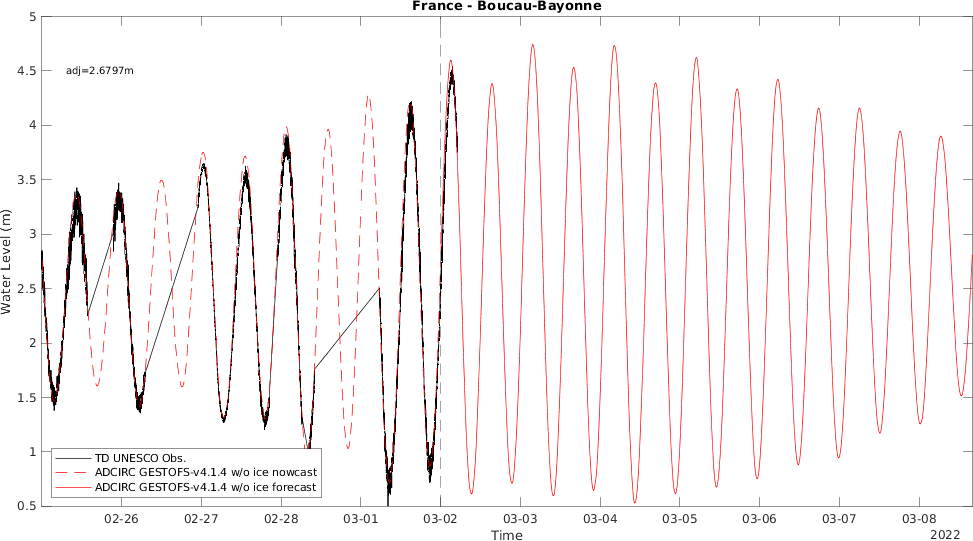 France - Boucau-Bayonne
5
4.5
4
3.5
3
2.5
2
1.5
1
0.5
Water Level (m)
adj=2.6797m
TD UNESCO Obs.
ADCIRC GESTOFS-v4.1.4 w/o ice nowcast
ADCIRC GESTOFS-v4.1.4 w/o ice forecast
02-26 02-27 02-28 03-01 03-02 03-03 03-04 03-05 03-06 03-07 03-08
2022
Time